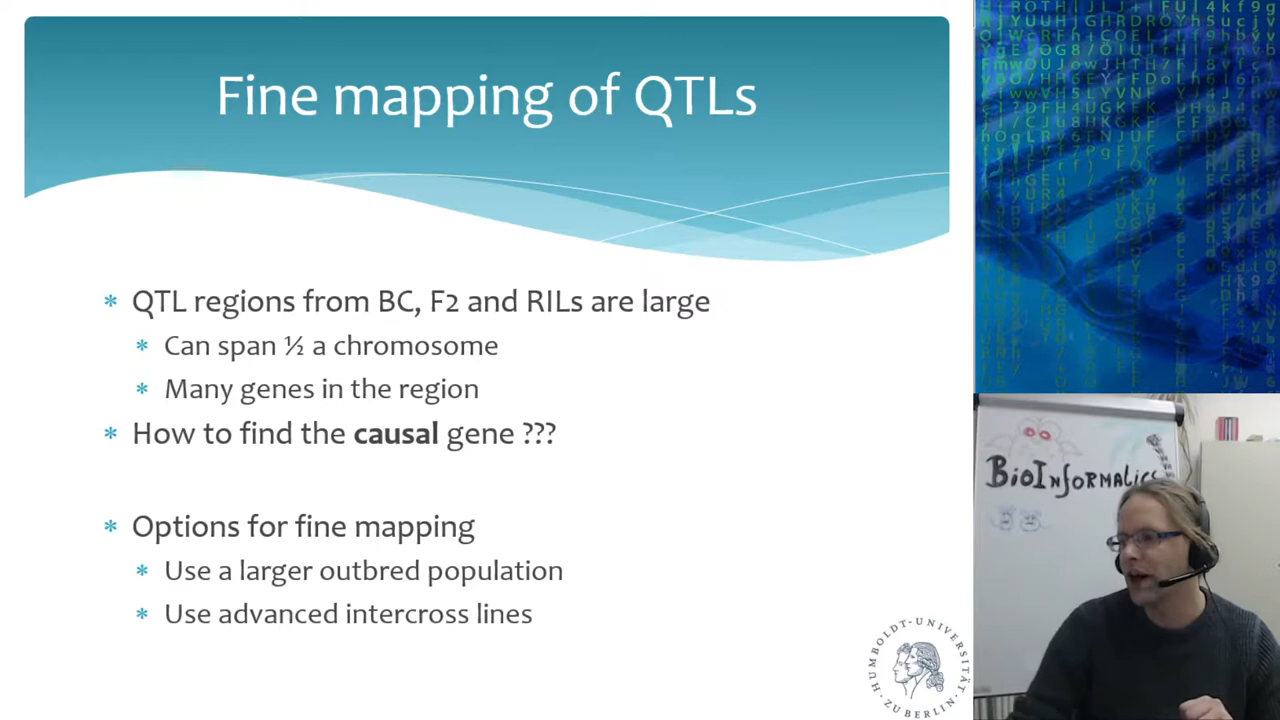 Fine mapping of QTLs
* QTL regions from BC, F2 and RILs are large
* Can span ½ a chromosome
* Many genes in the region
* How to find the causal gene ???
* Options for fine mapping
* Use a larger outbred population
* Use advanced intercross lines
HUMBOLDT-UNIVERSITÄT
·ZU BERLIN·
BioInformatics